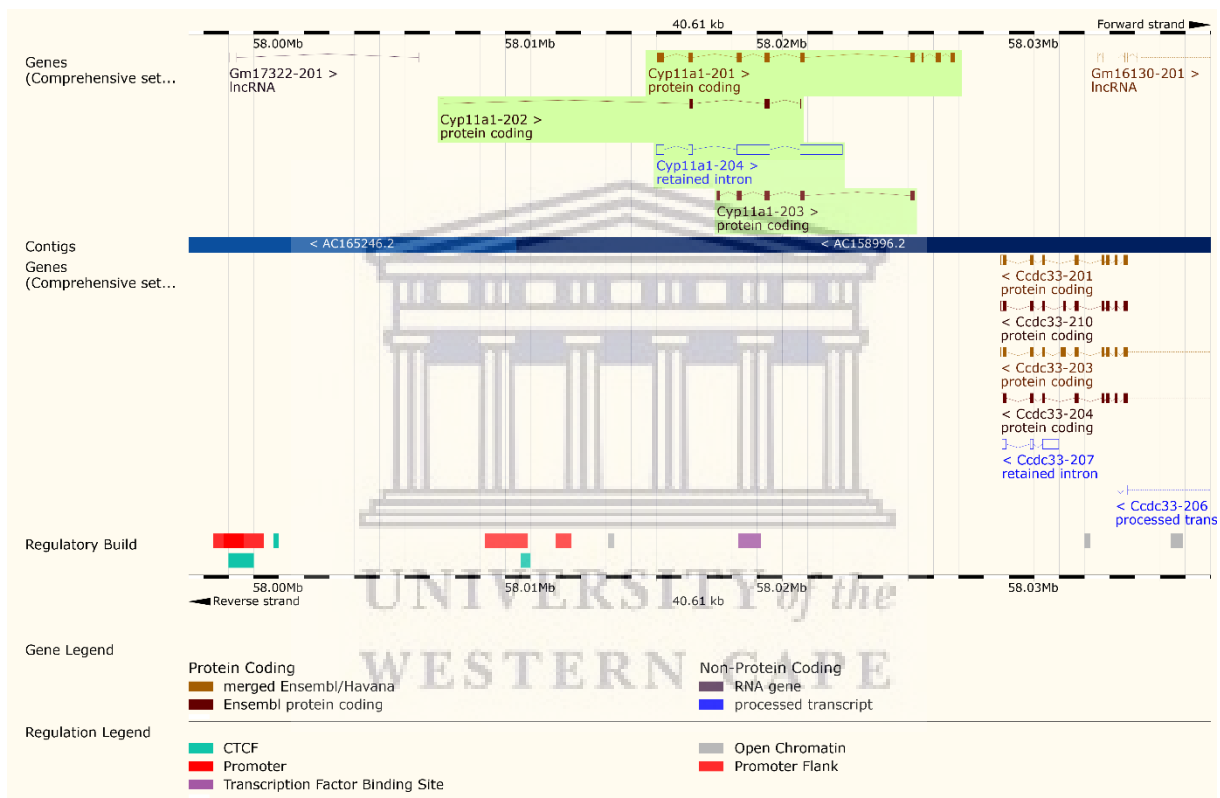 40.61 kb
Forward strand
58.00Mb 58.01Mb 58.02Mb 58.03Mb
Genes
(Comprehensive set...
Gm17322-201 >
lncRNA
Cyp11a1-201 >
protein coding
Gm16130-201 >
lncRNA
Cyp11a1-202 >
protein coding
Cyp11a1-204 >
retained intron
Cyp11a1-203 >
protein coding
Contigs
< AC165246.2
< AC158996.2
Genes
(Comprehensive set...
< Ccdc33-201
protein coding
< Ccdc33-210
protein coding
< Ccdc33-203
protein coding
< Ccdc33-204
protein coding
< Ccdc33-207
retained intron
< Ccdc33-206
processed trans
Regulatory Build
58.00Mb 58.01Mb 58.02Mb 58.03Mb
Reverse strand
40.61 kb
UNIVERSITY of the
WESTERN CAPE
Gene Legend
Protein Coding
merged Ensembl/Havana
Ensembl protein coding
Non-Protein Coding
RNA gene
processed transcript
Regulation Legend
CTCF
Promoter
Transcription Factor Binding Site
Open Chromatin
Promoter Flank